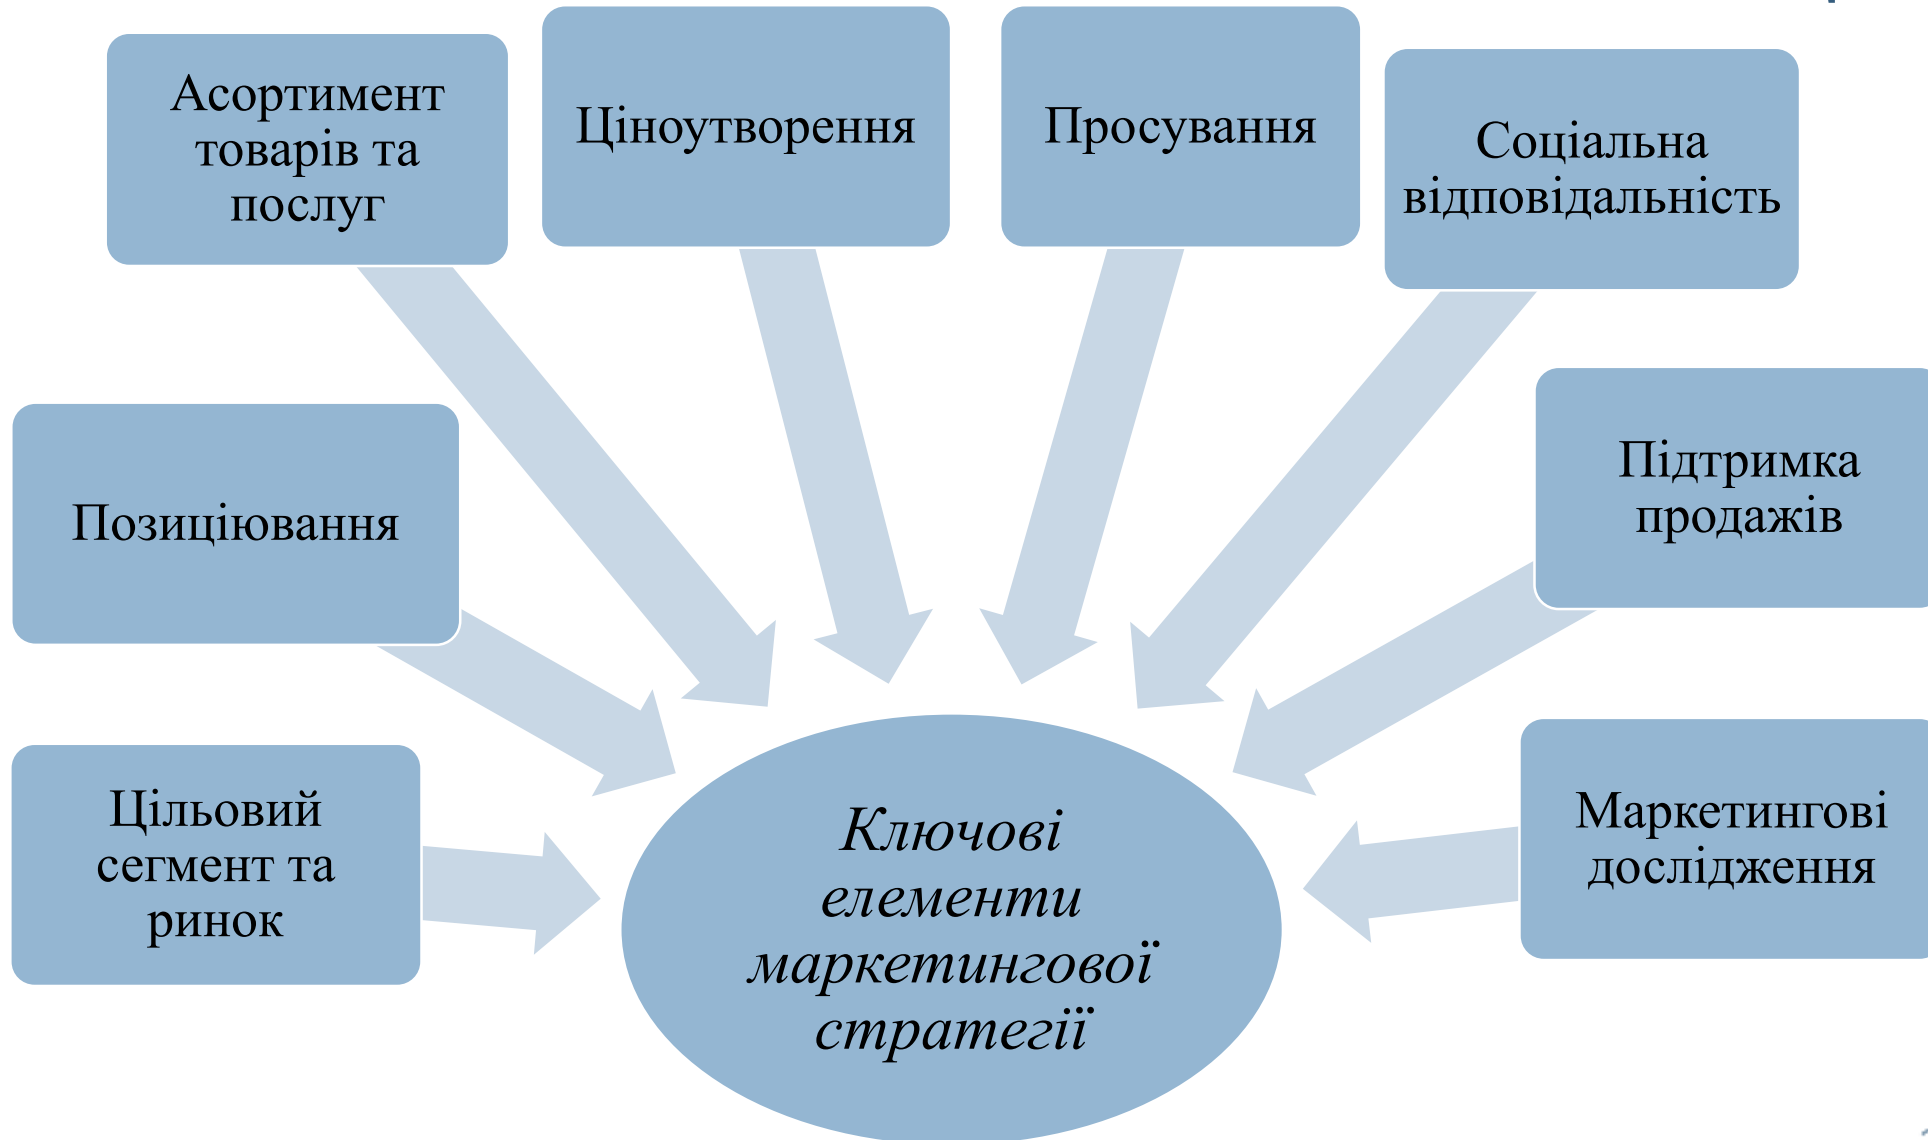 Асортимент
товарів та
послуг
Ціноутворення
Просування
Соціальна
відповідальність
Позиціювання
Підтримка
продажів
Цільовий
сегмент та
ринок
Маркетингові
дослідження
Ключові
елементи
маркетингової
стратегії